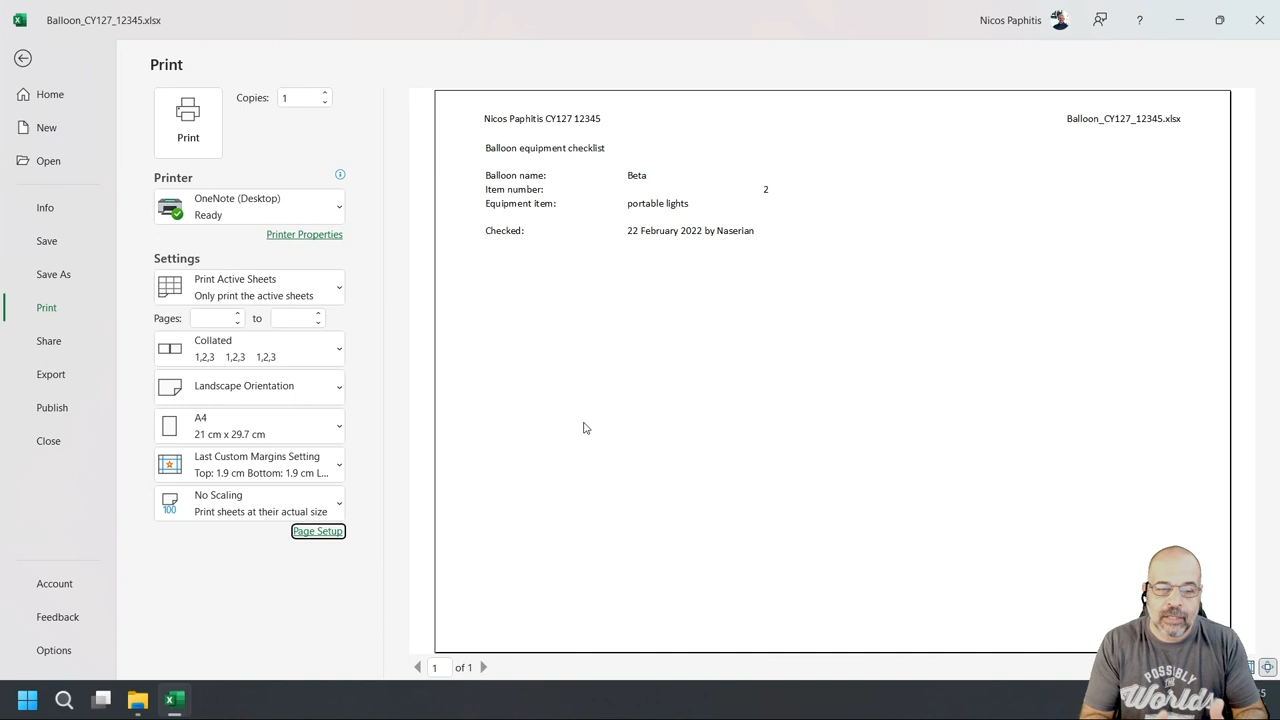 Balloon_CY127_12345.xlsx
Nicos Paphitis
?
Print
Home
New
Open
Info
Save
Save As
Print
Share
Export
Publish
Close
Account
Feedback
Options
Print
Copies: 1
Printer
OneNote (Desktop)
Ready
Printer Properties
Settings
Print Active Sheets
Only print the active sheets
Pages: to
Collated
1,2,3 1,2,3 1,2,3
Landscape Orientation
A4
21 cm x 29.7 cm
Last Custom Margins Setting
Top: 1.9 cm Bottom: 1.9 cm L...
No Scaling
100
Print sheets at their actual size
Page Setup
Nicos Paphitis CY127 12345 Balloon_CY127_12345.xlsx
Balloon equipment checklist
Balloon name: Beta
Item number: 2
Equipment item: portable lights
Checked: 22 February 2022 by Naserian
1 of 1
POSSIBLY
THE
Worlds